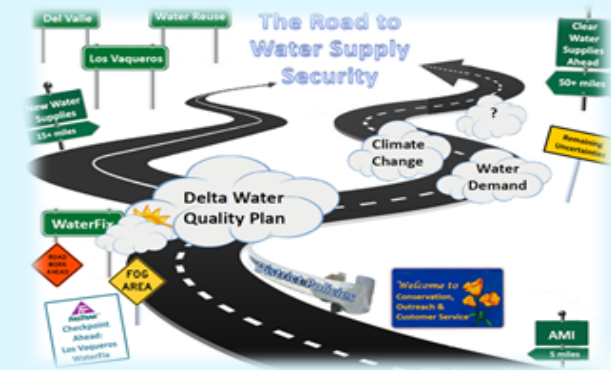 Del Valle
Water Reuse
The Road to
Water Supply
Security
Los Vaqueros
Clear
Water
Supplies
Ahead
50+ miles
New Water
Supplies
15+ miles
?
Climate
Change
Remaining
Uncertainties
Water
Demand
Delta Water
Quality Plan
WaterFix
ROAD
WORK
AHEAD
FOG
AREA
District Policies
Welcome to
Conservation,
Outreach &
Customer Service
Checkpoint
Ahead:
Los Vaqueros
WaterFix
AMI
5 miles